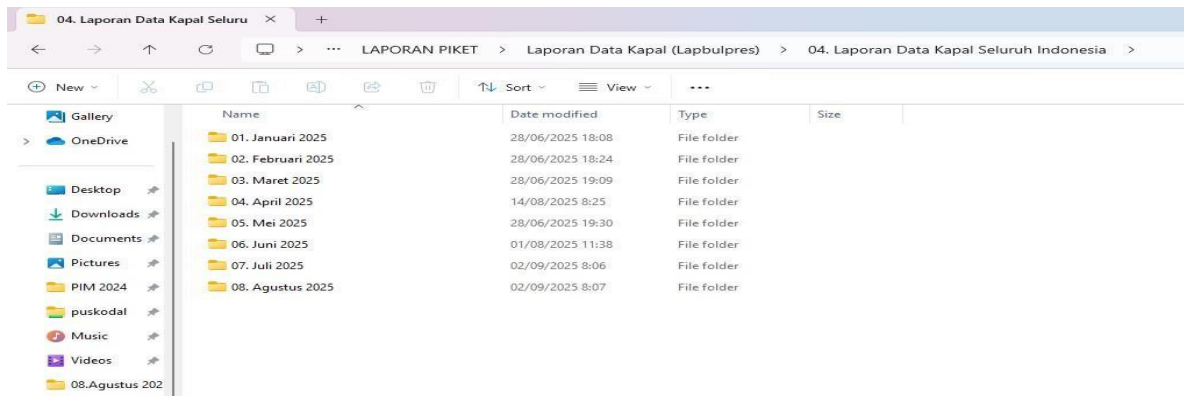 04. Laporan Data Kapal Seluru
LAPORAN PIKET > Laporan Data Kapal (Lapbulpres) > 04. Laporan Data Kapal Seluruh Indonesia >
New Sort View ...
Name Date modified Type Size
Gallery
OneDrive
Desktop
Downloads
Documents
Pictures
PIM 2024
puskodal
Music
Videos
08.Agustus 202
01. Januari 2025 28/06/2025 18:08 File folder
02. Februari 2025 28/06/2025 18:24 File folder
03. Maret 2025 28/06/2025 19:09 File folder
04. April 2025 14/08/2025 8:25 File folder
05. Mei 2025 28/06/2025 19:30 File folder
06. Juni 2025 01/08/2025 11:38 File folder
07. Juli 2025 02/09/2025 8:06 File folder
08. Agustus 2025 02/09/2025 8:07 File folder